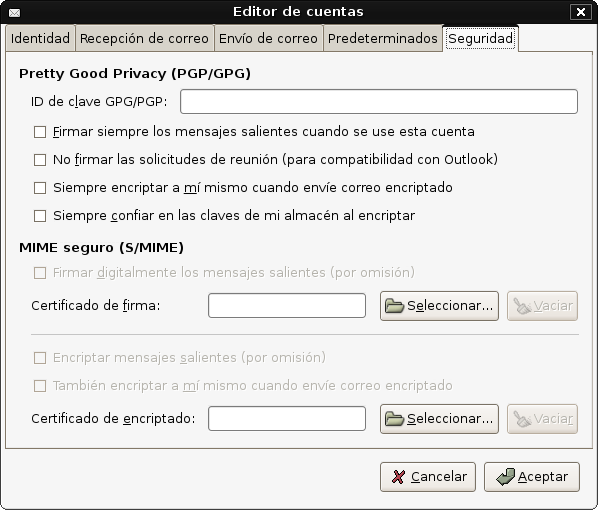 Editor de cuentas
Identidad Recepción de correo Envío de correo Predeterminados Seguridad
Pretty Good Privacy (PGP/GPG)
ID de clave GPG/PGP:
Firmar siempre los mensajes salientes cuando se use esta cuenta
No firmar las solicitudes de reunión (para compatibilidad con Outlook)
Siempre encriptar a mí mismo cuando envíe correo encriptado
Siempre confiar en las claves de mi almacén al encriptar
MIME seguro (S/MIME)
Firmar digitalmente los mensajes salientes (por omisión)
Certificado de firma: Seleccionar... Vaciar
Encriptar mensajes salientes (por omisión)
También encriptar a mí mismo cuando envíe correo encriptado
Certificado de encriptado: Seleccionar... Vaciar
Cancelar Aceptar